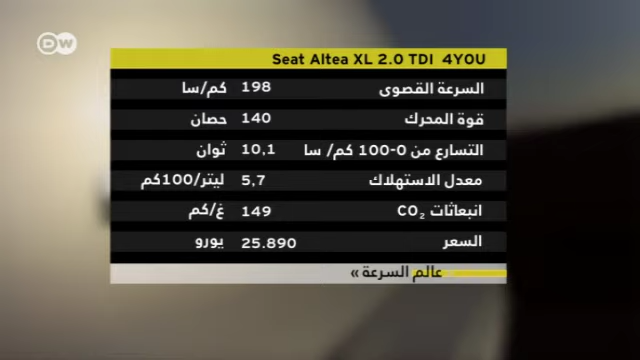 DW
Seat Altea XL 2.0 TDI 4YOU
السرعة القصوى 198 كم/سا
قوة المحرك 140 حصان
التسارع من 0-100 كم/ سا 10,1 ثوان
معدل الاستهلاك 5,7 ليتر/100كم
انبعاثات CO₂ 149 غ/كم
السعر 25.890 يورو
عالم السرعة »